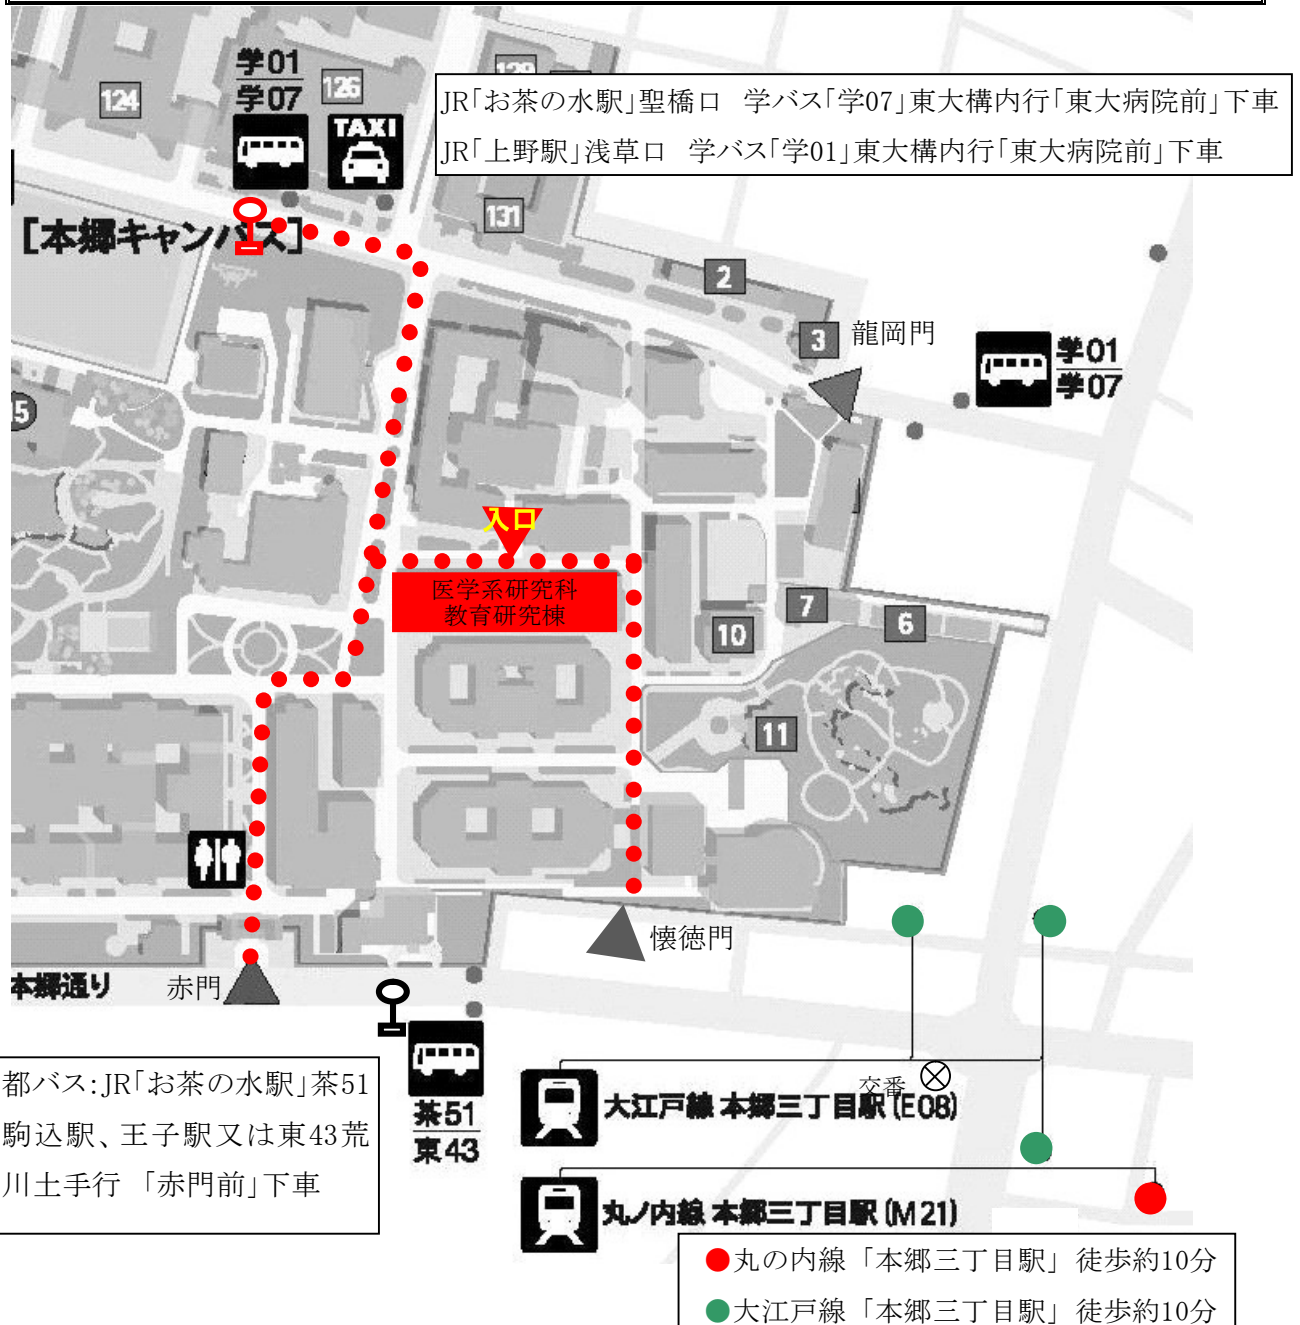 学01
学07
124
126
129
TAXI
JR「お茶の水駅」聖橋口　学バス「学07」東大構内行「東大病院前」下車
JR「上野駅」浅草口　学バス「学01」東大構内行「東大病院前」下車
131
[本郷キャンパス]
2
3
龍岡門
学01
学07
5
入口
医学系研究科
教育研究棟
7
6
10
11
懐徳門
赤門
本郷通り
都バス:JR「お茶の水駅」茶51
駒込駅、王子駅又は東43荒
川土手行　「赤門前」下車
茶51
東43
交番
大江戸線 本郷三丁目駅(E08)
丸ノ内線 本郷三丁目駅(M21)
●丸の内線「本郷三丁目駅」徒歩約10分
●大江戸線「本郷三丁目駅」徒歩約10分